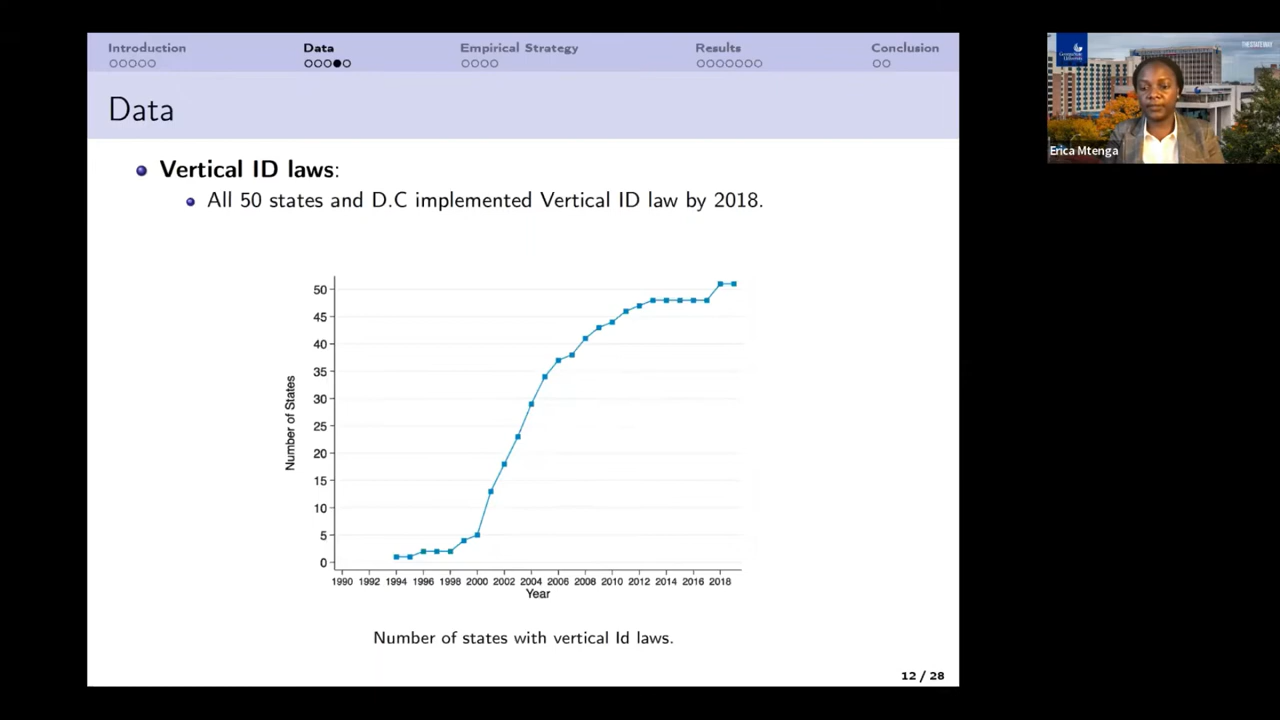 Introduction
Data
Empirical Strategy
Results
Conclusion
Data
Vertical ID laws:
All 50 states and D.C implemented Vertical ID law by 2018.
50
45
40
35
30
25
20
15
10
5
0
Number of States
1990 1992 1994 1996 1998 2000 2002 2004 2006 2008 2010 2012 2014 2016 2018
Year
Number of states with vertical Id laws.
12 / 28
THE STATE WAY
Erica Mtenga